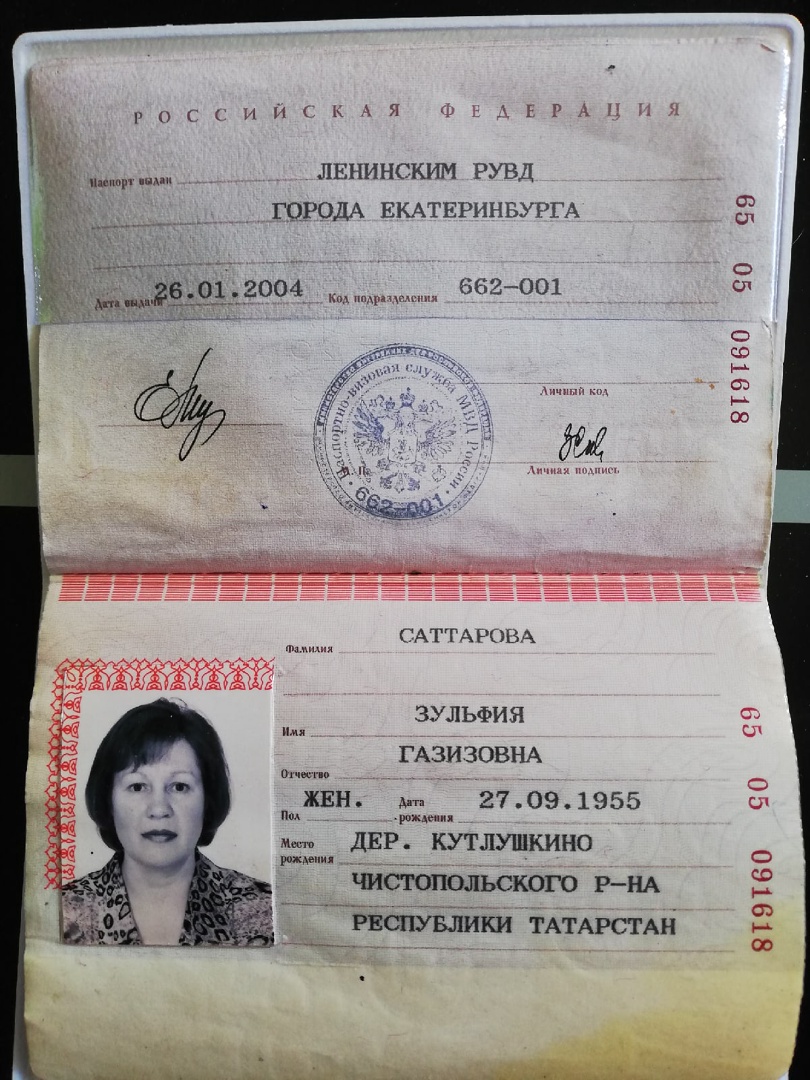 РОССИЙСКАЯ ФЕДЕРАЦИЯ
Паспорт выдан ЛЕНИНСКИМ РУВД
ГОРОДА ЕКАТЕРИНБУРГА
Дата выдачи 26.01.2004 Код подразделения 662-001
65 05 091618
Личный код
Паспортно-визовая служба МВД России
662-001
М.П.
Личная подпись
Фамилия САТТАРОВА
Имя ЗУЛЬФИЯ
Отчество ГАЗИЗОВНА
Пол ЖЕН. Дата рождения 27.09.1955
Место рождения ДЕР. КУТЛУШКИНО
ЧИСТОПОЛЬСКОГО Р-НА
РЕСПУБЛИКИ ТАТАРСТАН
65 05 091618